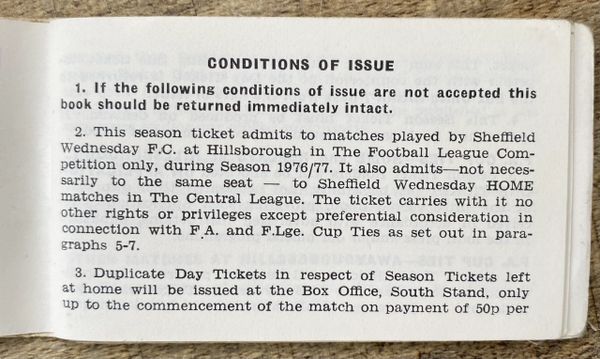 CONDITIONS OF ISSUE
1. If the following conditions of issue are not accepted this
book should be returned immediately intact.
2. This season ticket admits to matches played by Sheffield
Wednesday F.C. at Hillsborough in The Football League Com-
petition only, during Season 1976/77. It also admits—not neces-
sarily to the same seat — to Sheffield Wednesday HOME
matches in The Central League. The ticket carries with it no
other rights or privileges except preferential consideration in
connection with F.A. and F.Lge. Cup Ties as set out in para-
graphs 5-7.
3. Duplicate Day Tickets in respect of Season Tickets left
at home will be issued at the Box Office, South Stand, only
up to the commencement of the match on payment of 50p per